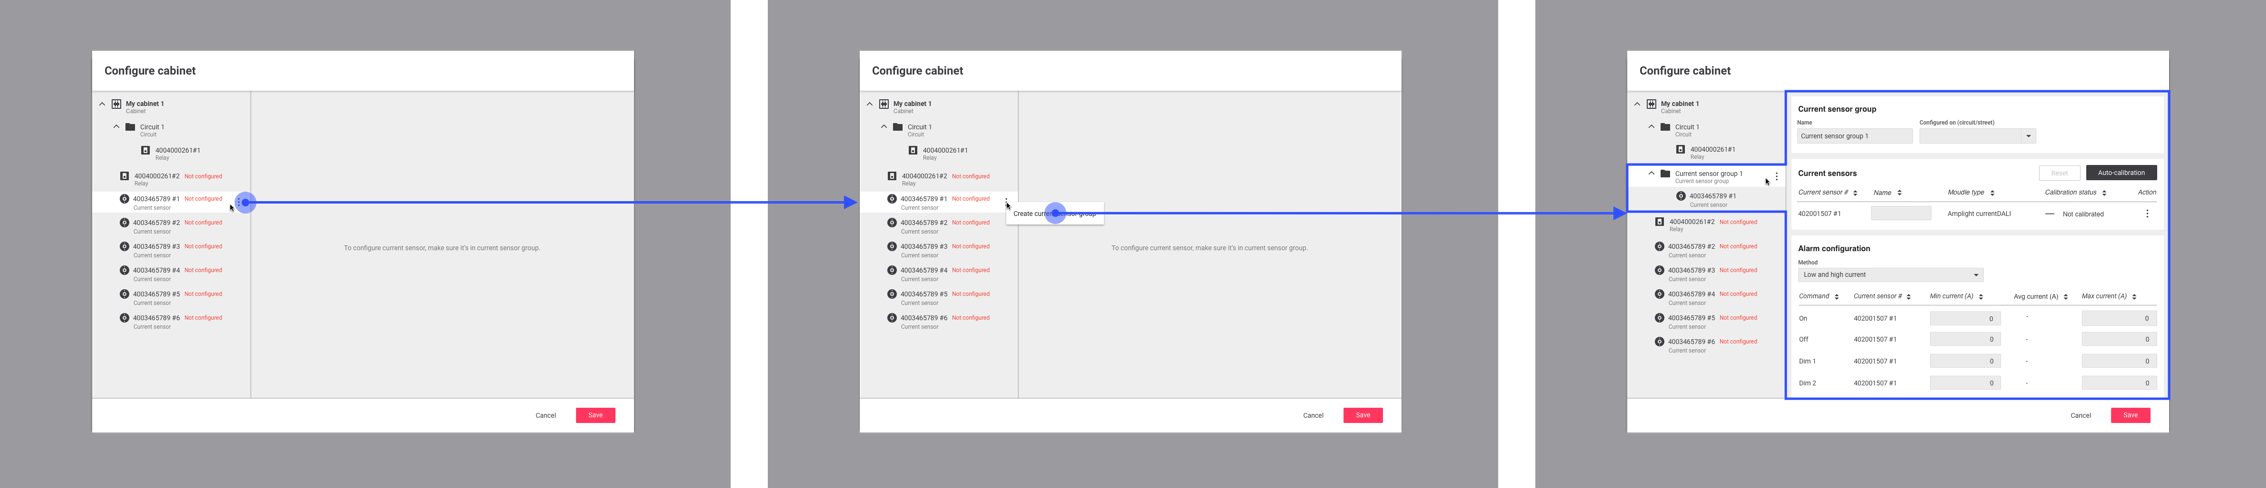 Configure cabinet
My cabinet 1
Cabinet
Circuit 1
Circuit
4004000261#1
Relay
4004000261#2 Not configured
Relay
4003465789 #1 Not configured
Current sensor
4003465789 #2 Not configured
Current sensor
4003465789 #3 Not configured
Current sensor
4003465789 #4 Not configured
Current sensor
4003465789 #5 Not configured
Current sensor
4003465789 #6 Not configured
Current sensor
To configure current sensor, make sure it's in current sensor group.
Cancel Save
Configure cabinet
My cabinet 1
Cabinet
Circuit 1
Circuit
4004000261#1
Relay
4004000261#2 Not configured
Relay
4003465789 #1 Not configured
Current sensor
Create current sensor group
4003465789 #2 Not configured
Current sensor
4003465789 #3 Not configured
Current sensor
4003465789 #4 Not configured
Current sensor
4003465789 #5 Not configured
Current sensor
4003465789 #6 Not configured
Current sensor
To configure current sensor, make sure it's in current sensor group.
Cancel Save
Configure cabinet
My cabinet 1
Cabinet
Circuit 1
Circuit
4004000261#1
Relay
Current sensor group 1
Current sensor group
4003465789 #1
Current sensor
4004000261#2 Not configured
Relay
4003465789 #2 Not configured
Current sensor
4003465789 #3 Not configured
Current sensor
4003465789 #4 Not configured
Current sensor
4003465789 #5 Not configured
Current sensor
4003465789 #6 Not configured
Current sensor
Current sensor group
Name Configured on (circuit/street)
Current sensor group 1
Current sensors Reset Auto-calibration
Current sensor # Name Moudle type Calibration status Action
402001507 #1 Amplight currentDALI — Not calibrated
Alarm configuration
Method
Low and high current
Command Current sensor # Min current (A) Avg current (A) Max current (A)
On 402001507 #1 0 - 0
Off 402001507 #1 0 - 0
Dim 1 402001507 #1 0 - 0
Dim 2 402001507 #1 0 - 0
Cancel Save